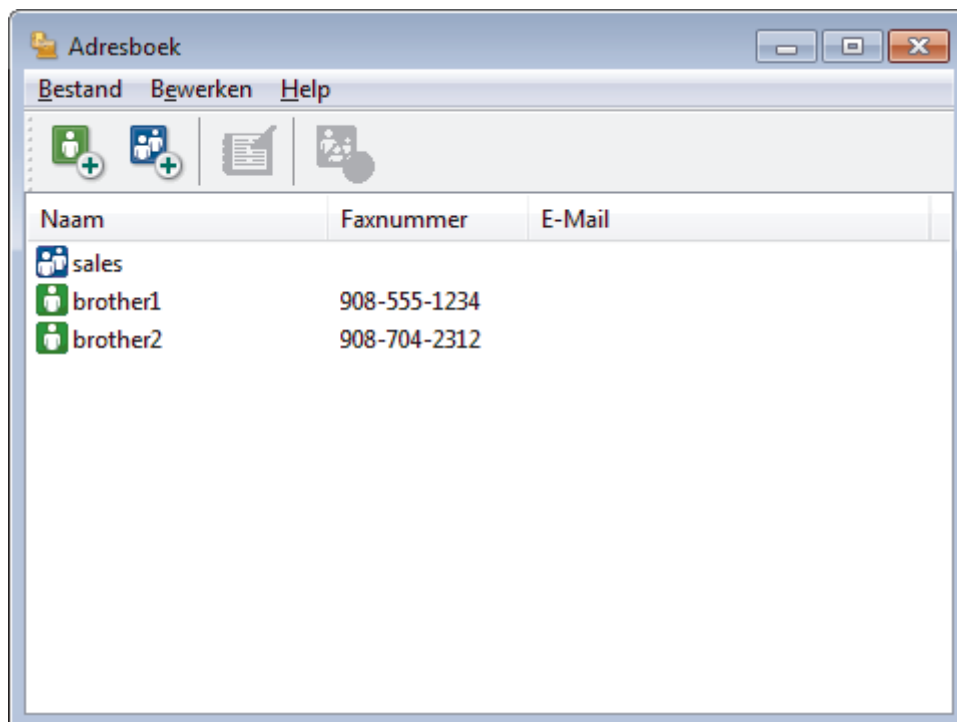 Adresboek
Bestand Bewerken Help
Naam Faxnummer E-Mail
sales
brother1 908-555-1234
brother2 908-704-2312